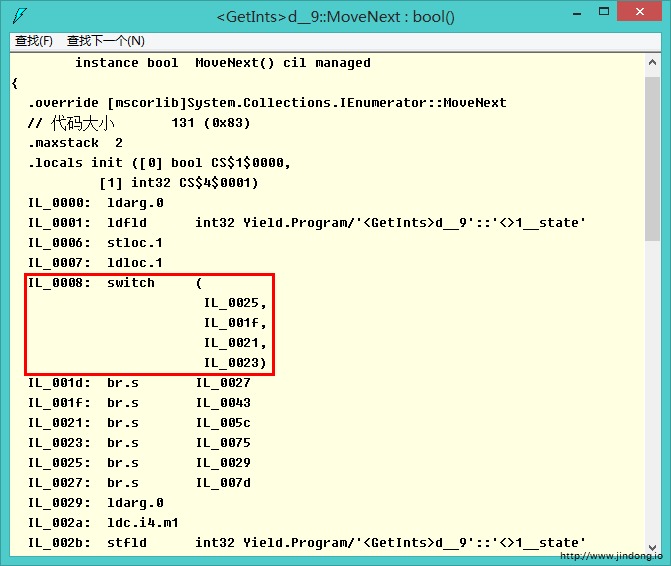 <GetInts>d__9::MoveNext : bool()
查找(F) 查找下一个(N)
instance bool MoveNext() cil managed
{
.override [mscorlib]System.Collections.IEnumerator::MoveNext
// 代码大小 131 (0x83)
.maxstack 2
.locals init ([0] bool CS$1$0000,
[1] int32 CS$4$0001)
IL_0000: ldarg.0
IL_0001: ldfld int32 Yield.Program/'<GetInts>d__9'::'<>1__state'
IL_0006: stloc.1
IL_0007: ldloc.1
IL_0008: switch (
IL_0025,
IL_001f,
IL_0021,
IL_0023)
IL_001d: br.s IL_0027
IL_001f: br.s IL_0043
IL_0021: br.s IL_005c
IL_0023: br.s IL_0075
IL_0025: br.s IL_0029
IL_0027: br.s IL_007d
IL_0029: ldarg.0
IL_002a: ldc.i4.m1
IL_002b: stfld int32 Yield.Program/'<GetInts>d__9'::'<>1__state'
http://www.jindong.io